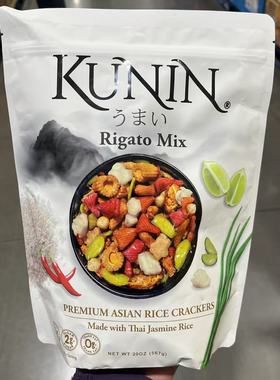 KUNIN®
うまい
Rigato Mix
PREMIUM ASIAN RICE CRACKERS
Made with Thai Jasmine Rice
NET WT 20OZ (567g)